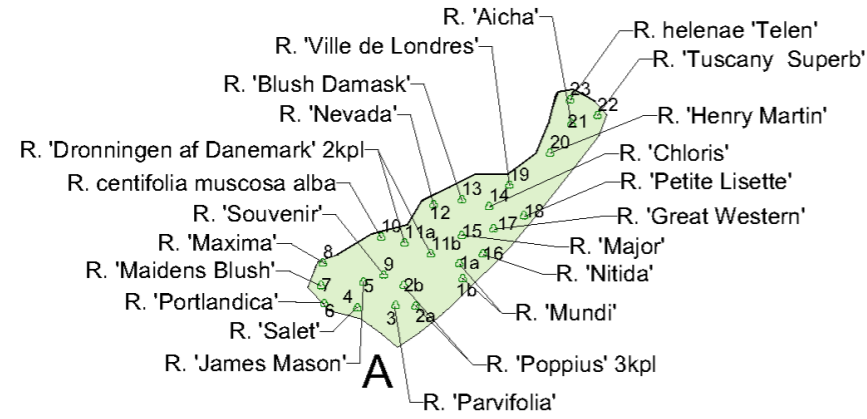 R. 'Aicha'
R. helenae 'Telen'
R. 'Ville de Londres'
R. 'Tuscany  Superb'
R. 'Blush Damask'
R. 'Nevada'
R. 'Henry Martin'
R. 'Dronningen af Danemark' 2kpl
R. 'Chloris'
R. centifolia muscosa alba
R. 'Petite Lisette'
R. 'Souvenir'
R. 'Great Western'
R. 'Maxima'
R. 'Major'
R. 'Maidens Blush'
R. 'Nitida'
R. 'Portlandica'
R. 'Mundi'
R. 'Salet'
R. 'James Mason'
R. 'Poppius' 3kpl
R. 'Parvifolia'
A
23
22
21
20
19
13
14
12
18
17
15
10
11a
11b
16
8
1a
9
7
5
2b
1b
6
4
3
2a